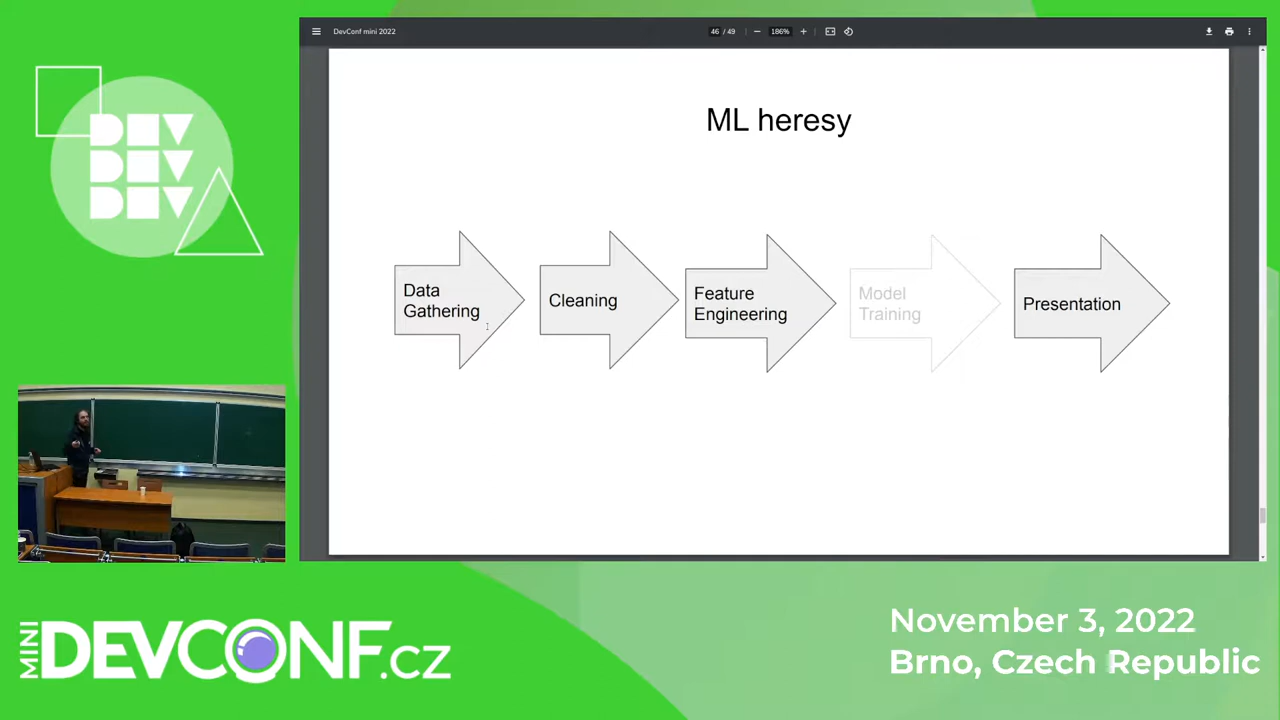 DevConf mini 2022
46 / 49
186%
ML heresy
Data
Gathering
Cleaning
Feature
Engineering
Model
Training
Presentation
DEV
DEV
DEV
MINI
DEVCONF.cz
November 3, 2022
Brno, Czech Republic